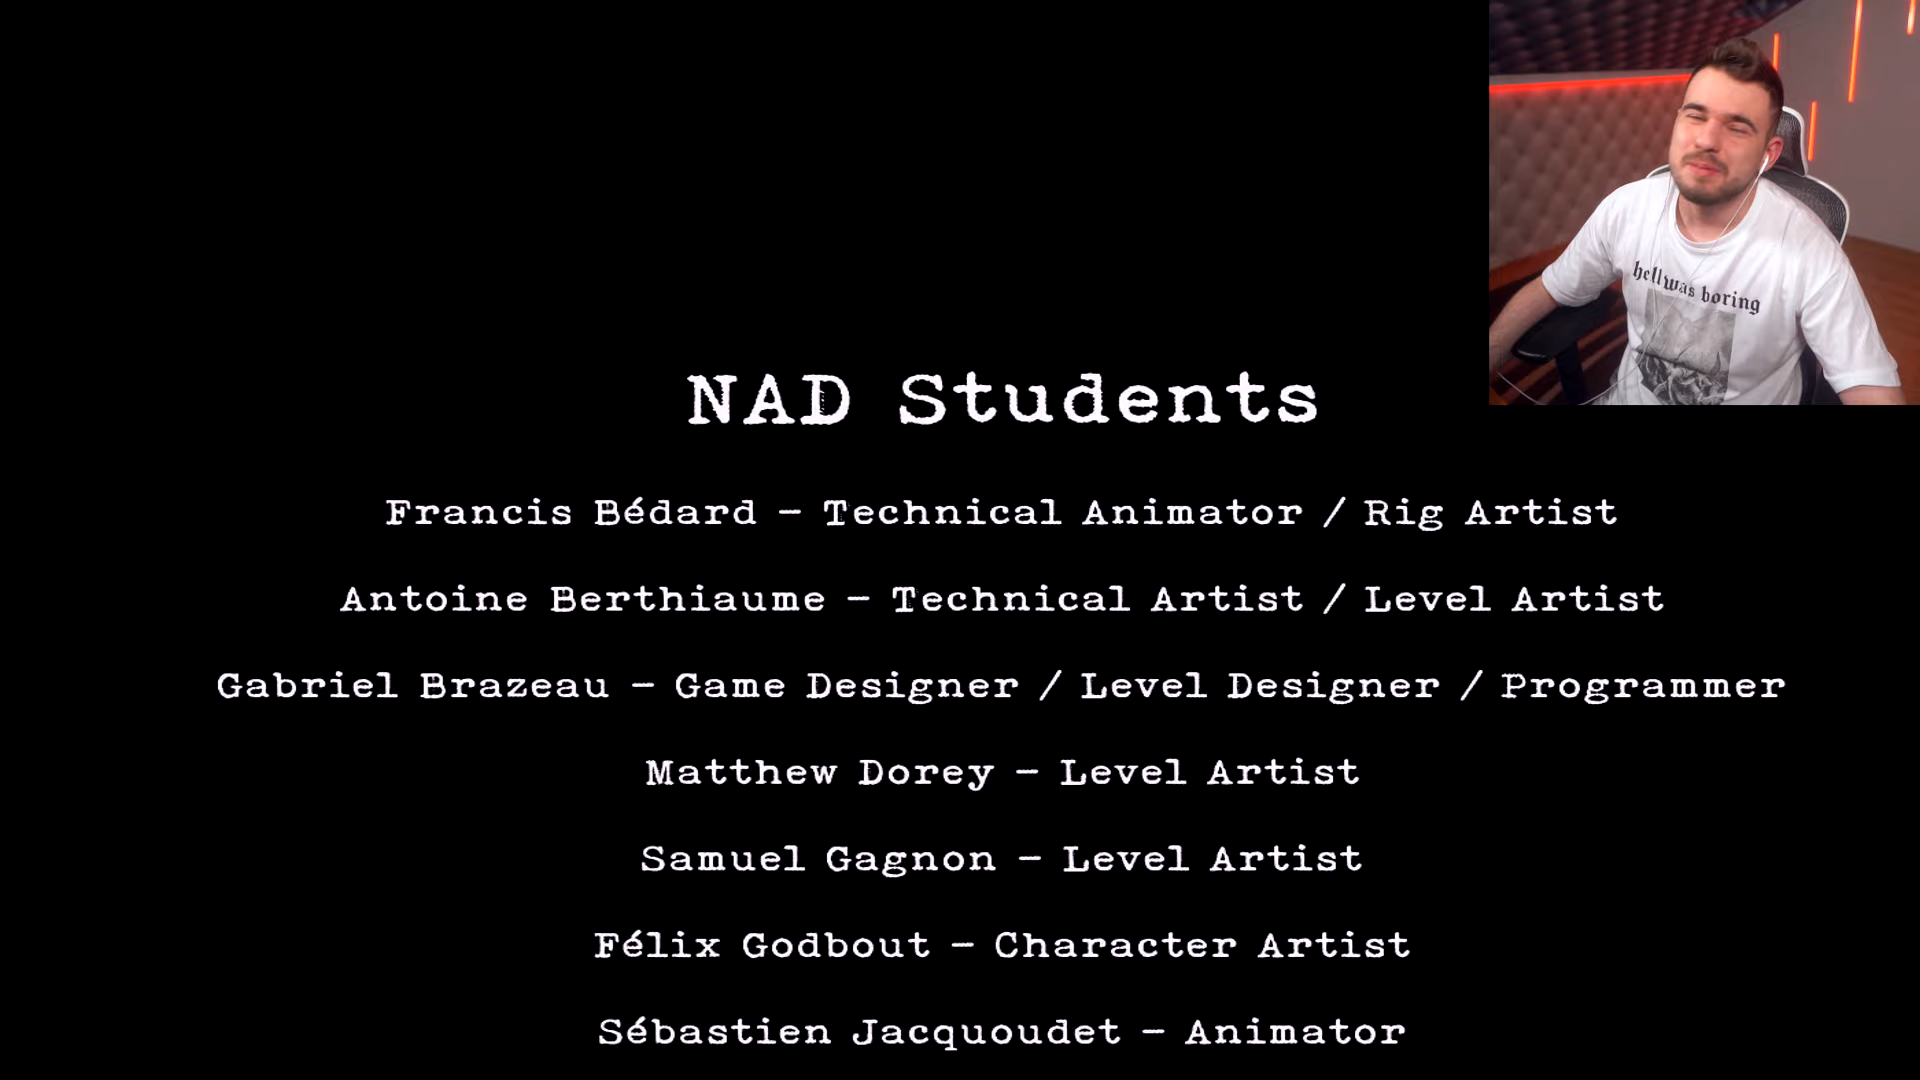 hell was boring
NAD Students
Francis Bédard - Technical Animator / Rig Artist
Antoine Berthiaume - Technical Artist / Level Artist
Gabriel Brazeau - Game Designer / Level Designer / Programmer
Matthew Dorey - Level Artist
Samuel Gagnon - Level Artist
Félix Godbout - Character Artist
Sébastien Jacquoudet - Animator